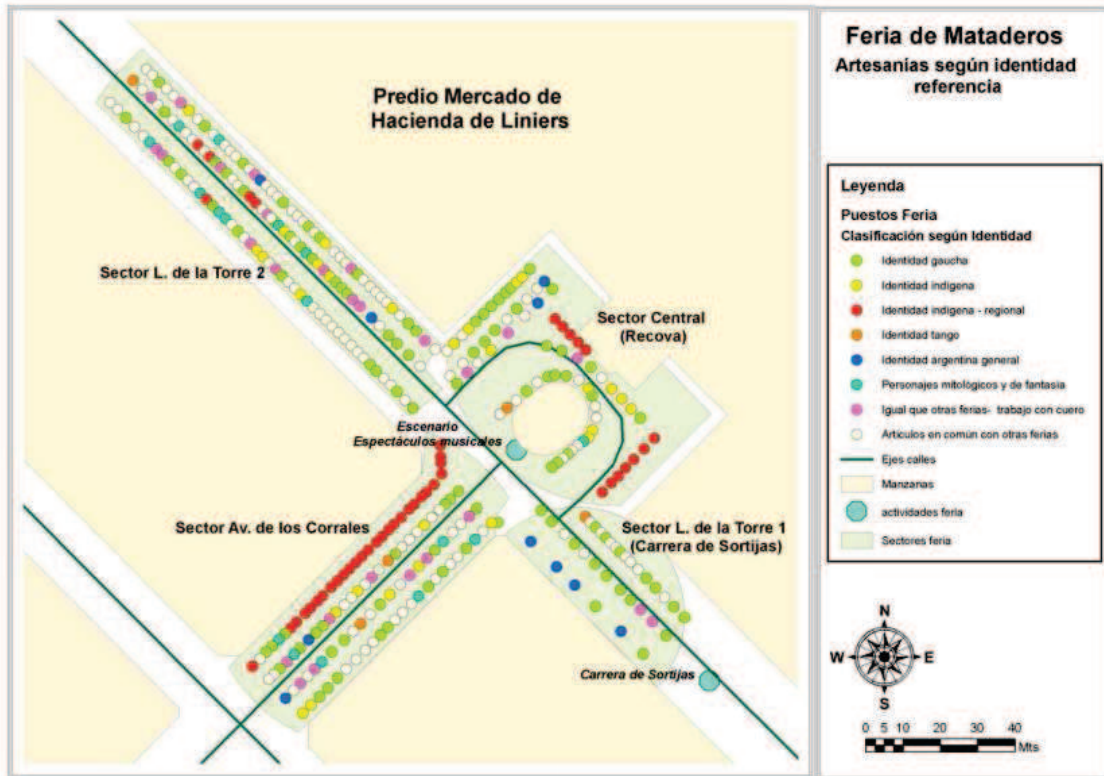 Predio Mercado de
Hacienda de Liniers
Sector L. de la Torre 2
Sector Central
(Recova)
Escenario
Espectáculos musicales
Sector Av. de los Corrales
Sector L. de la Torre 1
(Carrera de Sortijas)
Carrera de Sortijas
Feria de Mataderos
Artesanías según identidad
referencia
Leyenda
Puestos Feria
Clasificación según Identidad
Identidad gaucha
Identidad indígena
Identidad indígena - regional
Identidad tango
Identidad argentina general
Personajes mitológicos y de fantasia
Igual que otras ferias- trabajo con cuero
Artículos en común con otras ferias
Ejes calles
Manzanas
actividades feria
Sectores feria
N
W E
S
0 5 10 20 30 40
Mts